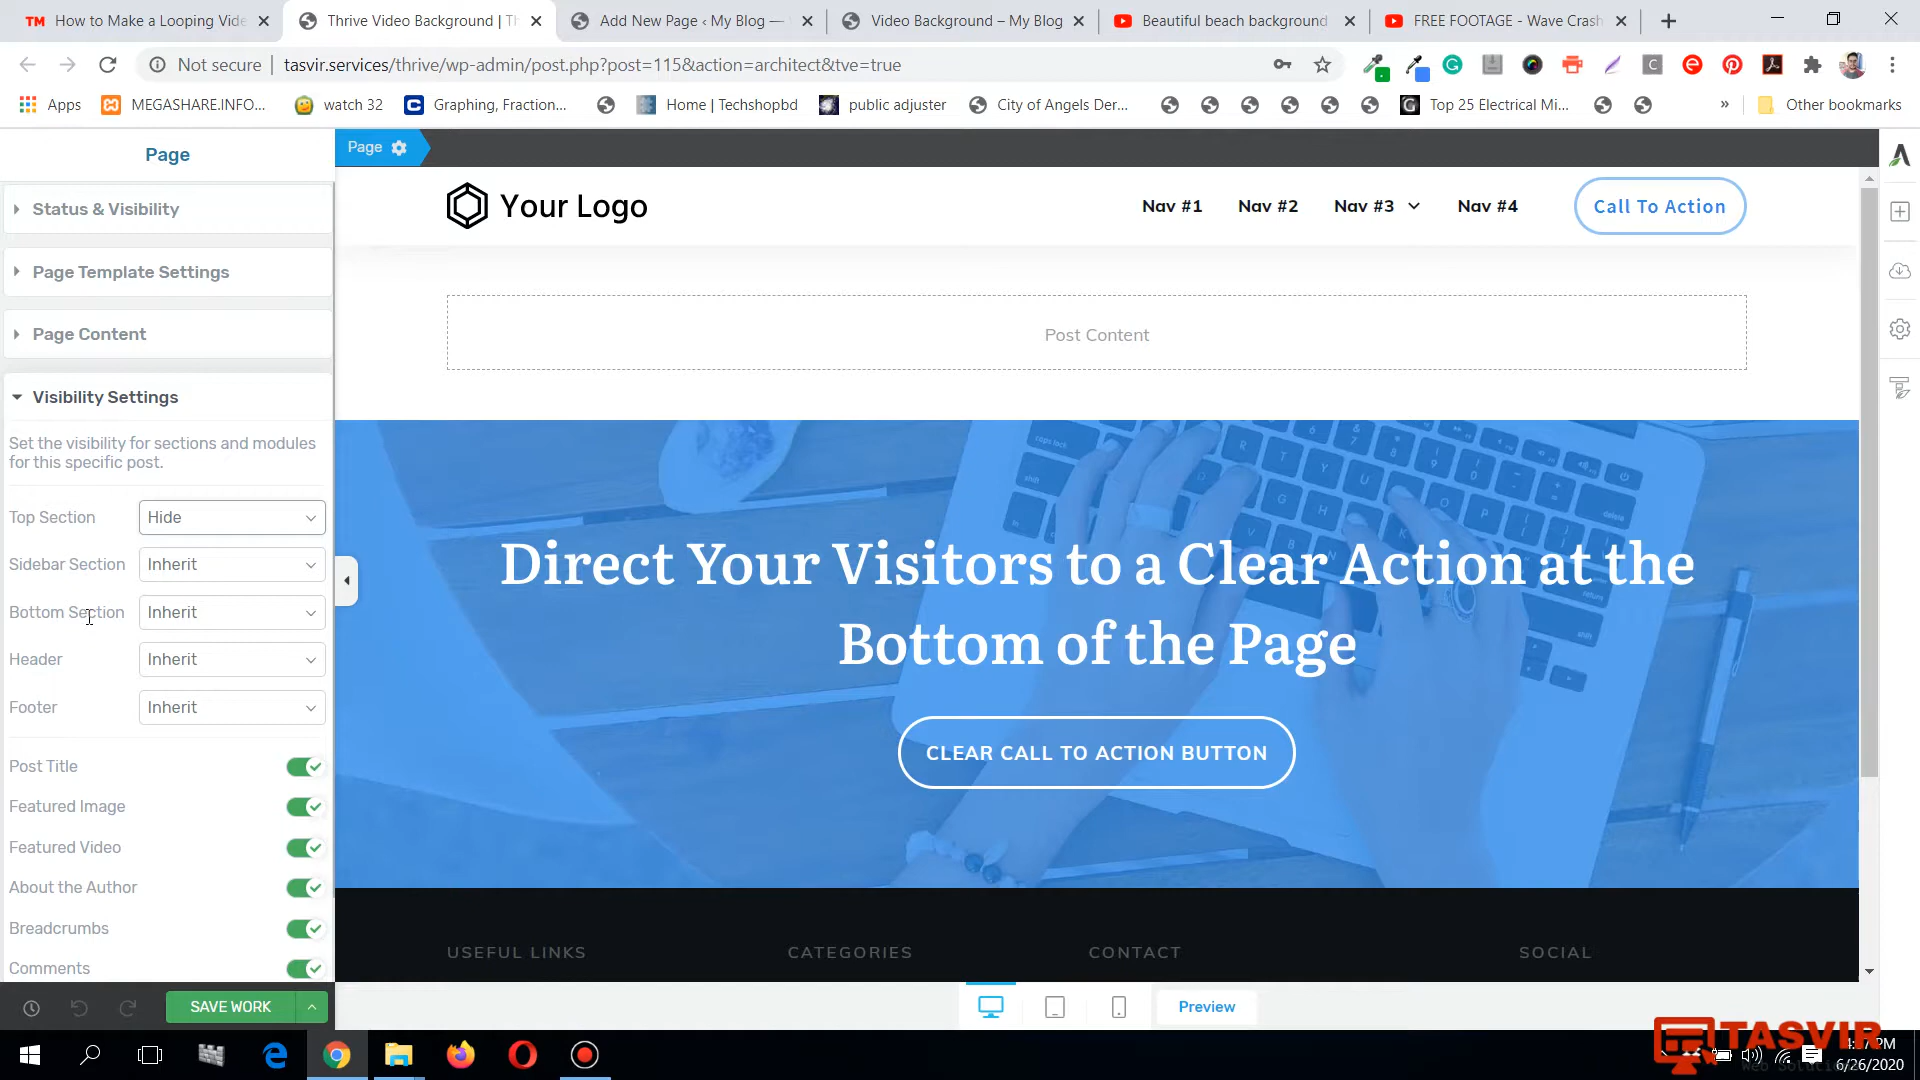 How to Make a Looping Vide
Thrive Video Background | Th
Add New Page ‹ My Blog —
Video Background – My Blog
Beautiful beach background
FREE FOOTAGE - Wave Crash
Not secure | tasvir.services/thrive/wp-admin/post.php?post=115&action=architect&tve=true
Apps
MEGASHARE.INFO...
watch 32
Graphing, Fraction...
Home | Techshopbd
public adjuster
City of Angels Der...
Top 25 Electrical Mi...
»
Other bookmarks
Page
Page
Status & Visibility
Page Template Settings
Page Content
Visibility Settings
Set the visibility for sections and modules
for this specific post.
Top Section Hide
Sidebar Section Inherit
Bottom Section Inherit
Header Inherit
Footer Inherit
Post Title
Featured Image
Featured Video
About the Author
Breadcrumbs
Comments
SAVE WORK
Your Logo
Nav #1 Nav #2 Nav #3 Nav #4 Call To Action
Post Content
Direct Your Visitors to a Clear Action at the
Bottom of the Page
CLEAR CALL TO ACTION BUTTON
USEFUL LINKS CATEGORIES CONTACT SOCIAL
Preview
TASVIR
6/26/2020